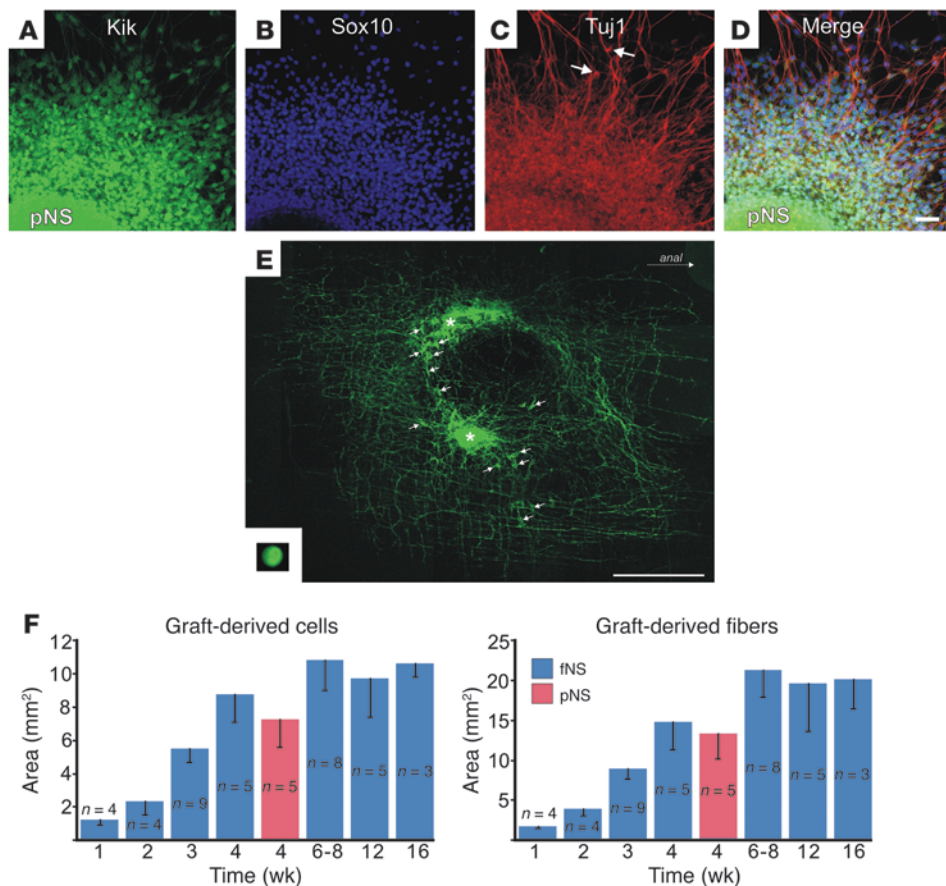 A Kik
B Sox10
C Tuj1
D Merge
pNS
pNS
E
anal
*
*
F
Graft-derived cells
Area (mm²)
12
10
8
6
4
2
n = 4
n = 4
n = 9
n = 5
n = 5
n = 8
n = 5
n = 3
1 2 3 4 4 6-8 12 16
Time (wk)
Graft-derived fibers
fNS
pNS
Area (mm²)
25
20
15
10
5
n = 4
n = 4
n = 9
n = 5
n = 5
n = 8
n = 5
n = 3
1 2 3 4 4 6-8 12 16
Time (wk)